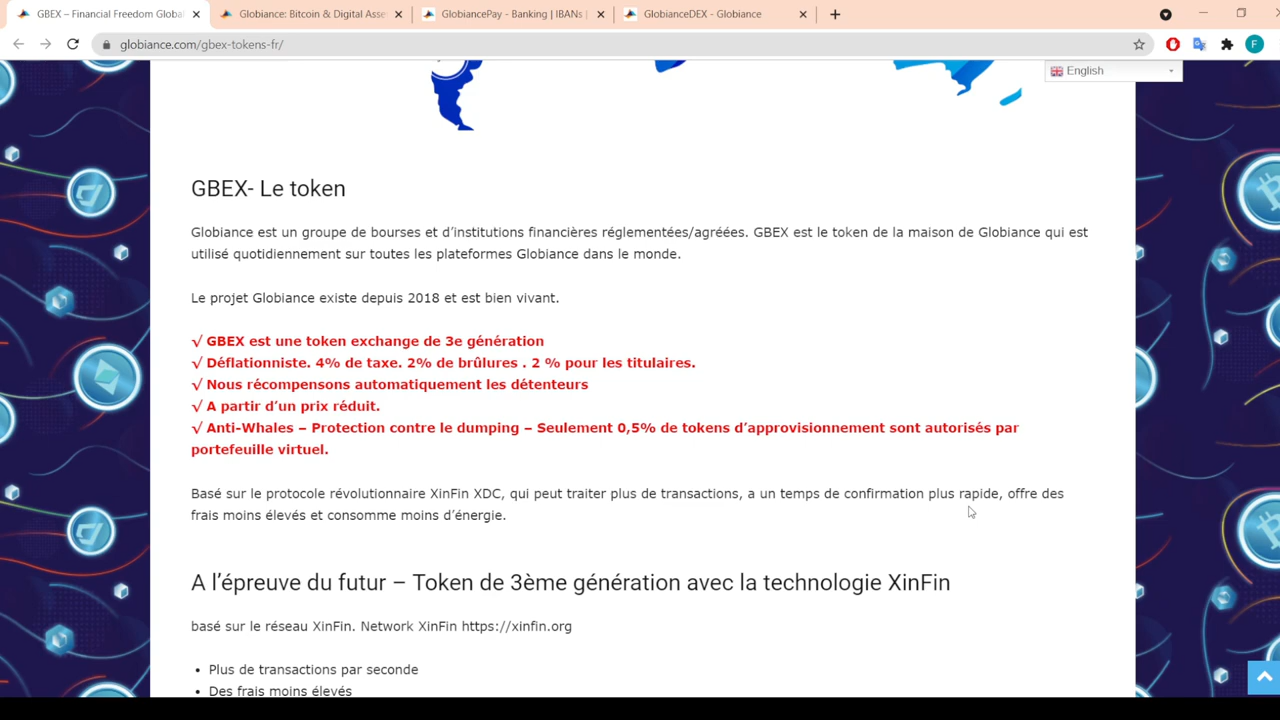 GBEX – Financial Freedom Global
Globiance: Bitcoin & Digital Asse
GlobiancePay - Banking | IBANs |
GlobianceDEX - Globiance
globiance.com/gbex-tokens-fr/
F
English
GBEX- Le token
Globiance est un groupe de bourses et d’institutions financières réglementées/agréées. GBEX est le token de la maison de Globiance qui est
utilisé quotidiennement sur toutes les plateformes Globiance dans le monde.
Le projet Globiance existe depuis 2018 et est bien vivant.
√ GBEX est une token exchange de 3e génération
√ Déflationniste. 4% de taxe. 2% de brûlures . 2 % pour les titulaires.
√ Nous récompensons automatiquement les détenteurs
√ A partir d’un prix réduit.
√ Anti-Whales – Protection contre le dumping – Seulement 0,5% de tokens d’approvisionnement sont autorisés par
portefeuille virtuel.
Basé sur le protocole révolutionnaire XinFin XDC, qui peut traiter plus de transactions, a un temps de confirmation plus rapide, offre des
frais moins élevés et consomme moins d’énergie.
A l’épreuve du futur – Token de 3ème génération avec la technologie XinFin
basé sur le réseau XinFin. Network XinFin https://xinfin.org
• Plus de transactions par seconde
• Des frais moins élevés